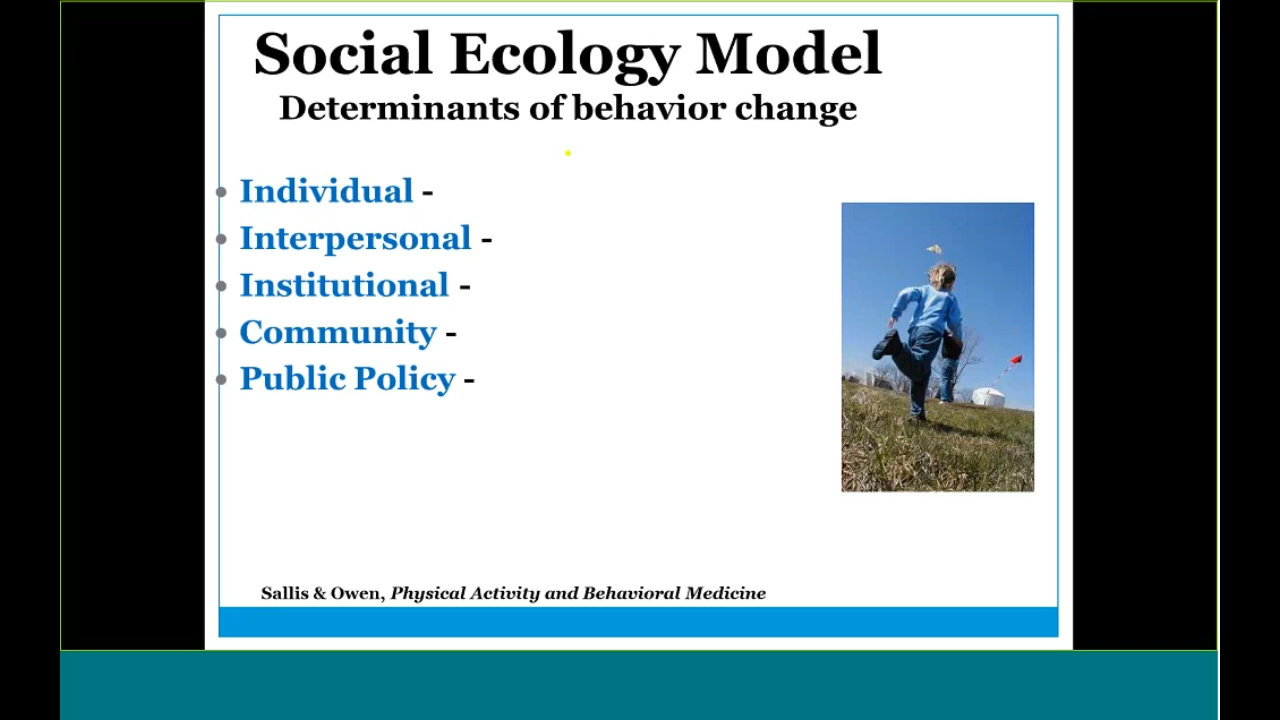 Social Ecology Model
Determinants of behavior change
• Individual -
• Interpersonal -
• Institutional -
• Community -
• Public Policy -
Sallis & Owen, Physical Activity and Behavioral Medicine